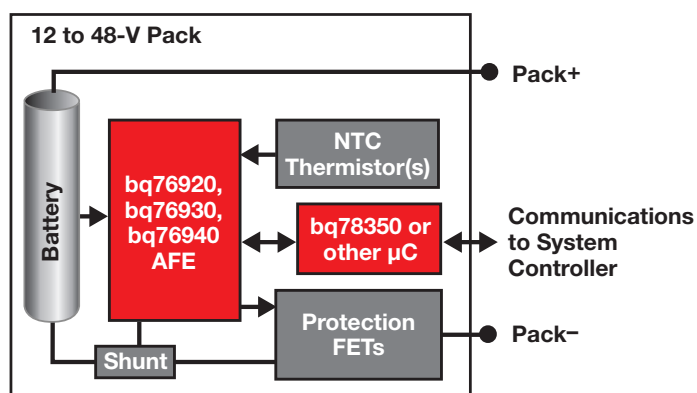 12 to 48-V Pack
Pack+
NTC
Thermistor(s)
Battery
bq76920,
bq76930,
bq76940
AFE
bq78350 or
other µC
Communications
to System
Controller
Protection
FETs
Pack–
Shunt